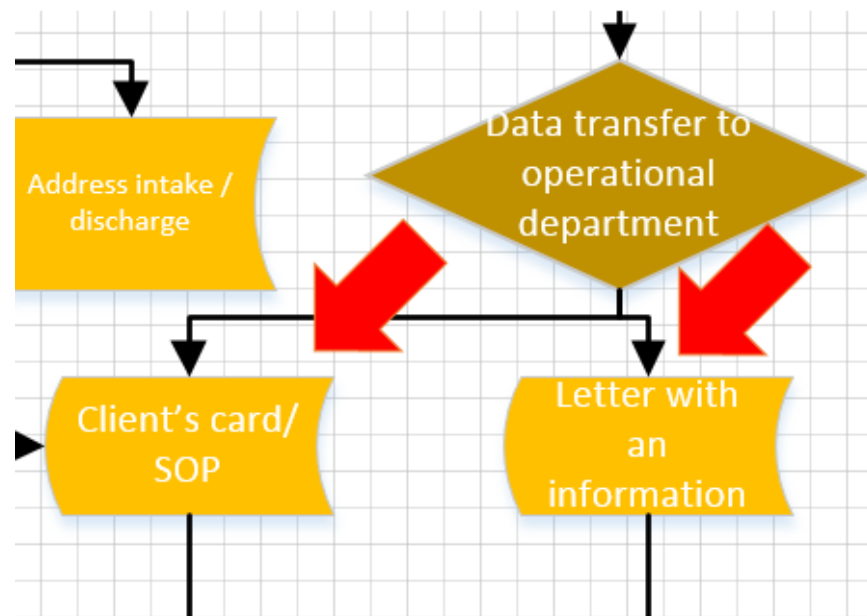 Data transfer to
operational
department
Address intake /
discharge
Client's card/
SOP
Letter with
an
information